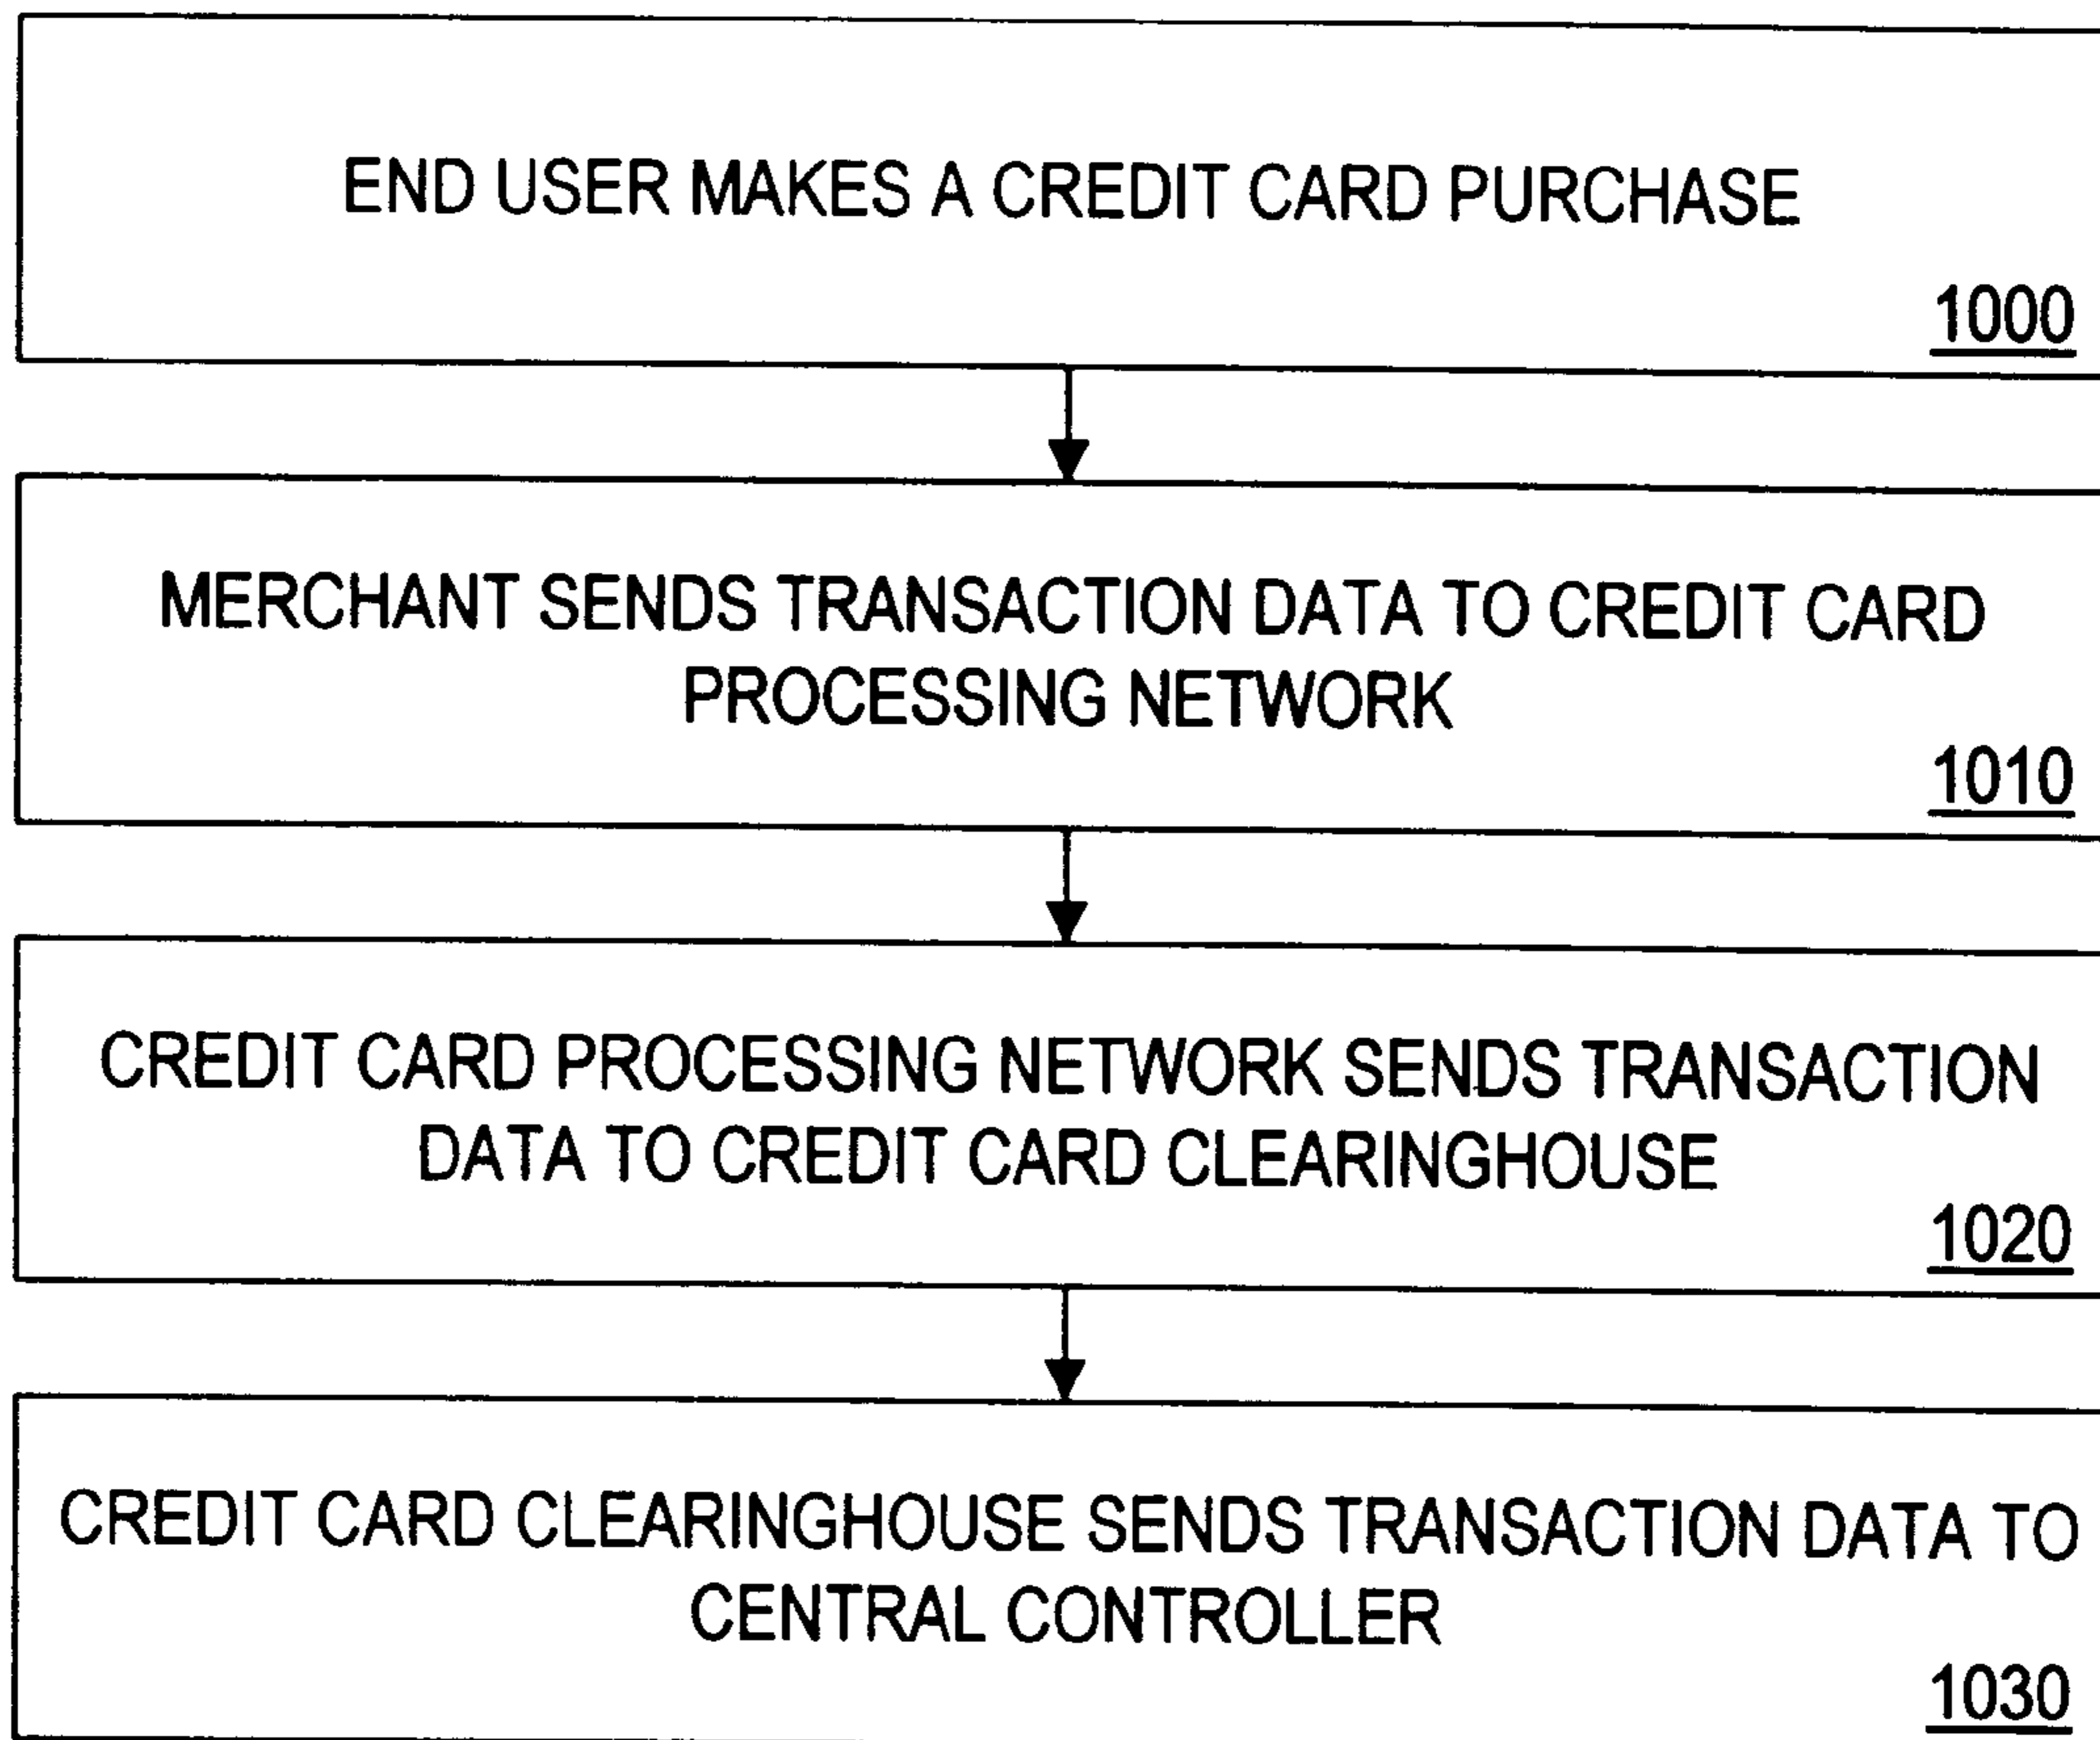 END USER MAKES A CREDIT CARD PURCHASE
1000
MERCHANT SENDS TRANSACTION DATA TO CREDIT CARD
PROCESSING NETWORK
1010
CREDIT CARD PROCESSING NETWORK SENDS TRANSACTION
DATA TO CREDIT CARD CLEARINGHOUSE
1020
CREDIT CARD CLEARINGHOUSE SENDS TRANSACTION DATA TO
CENTRAL CONTROLLER
1030